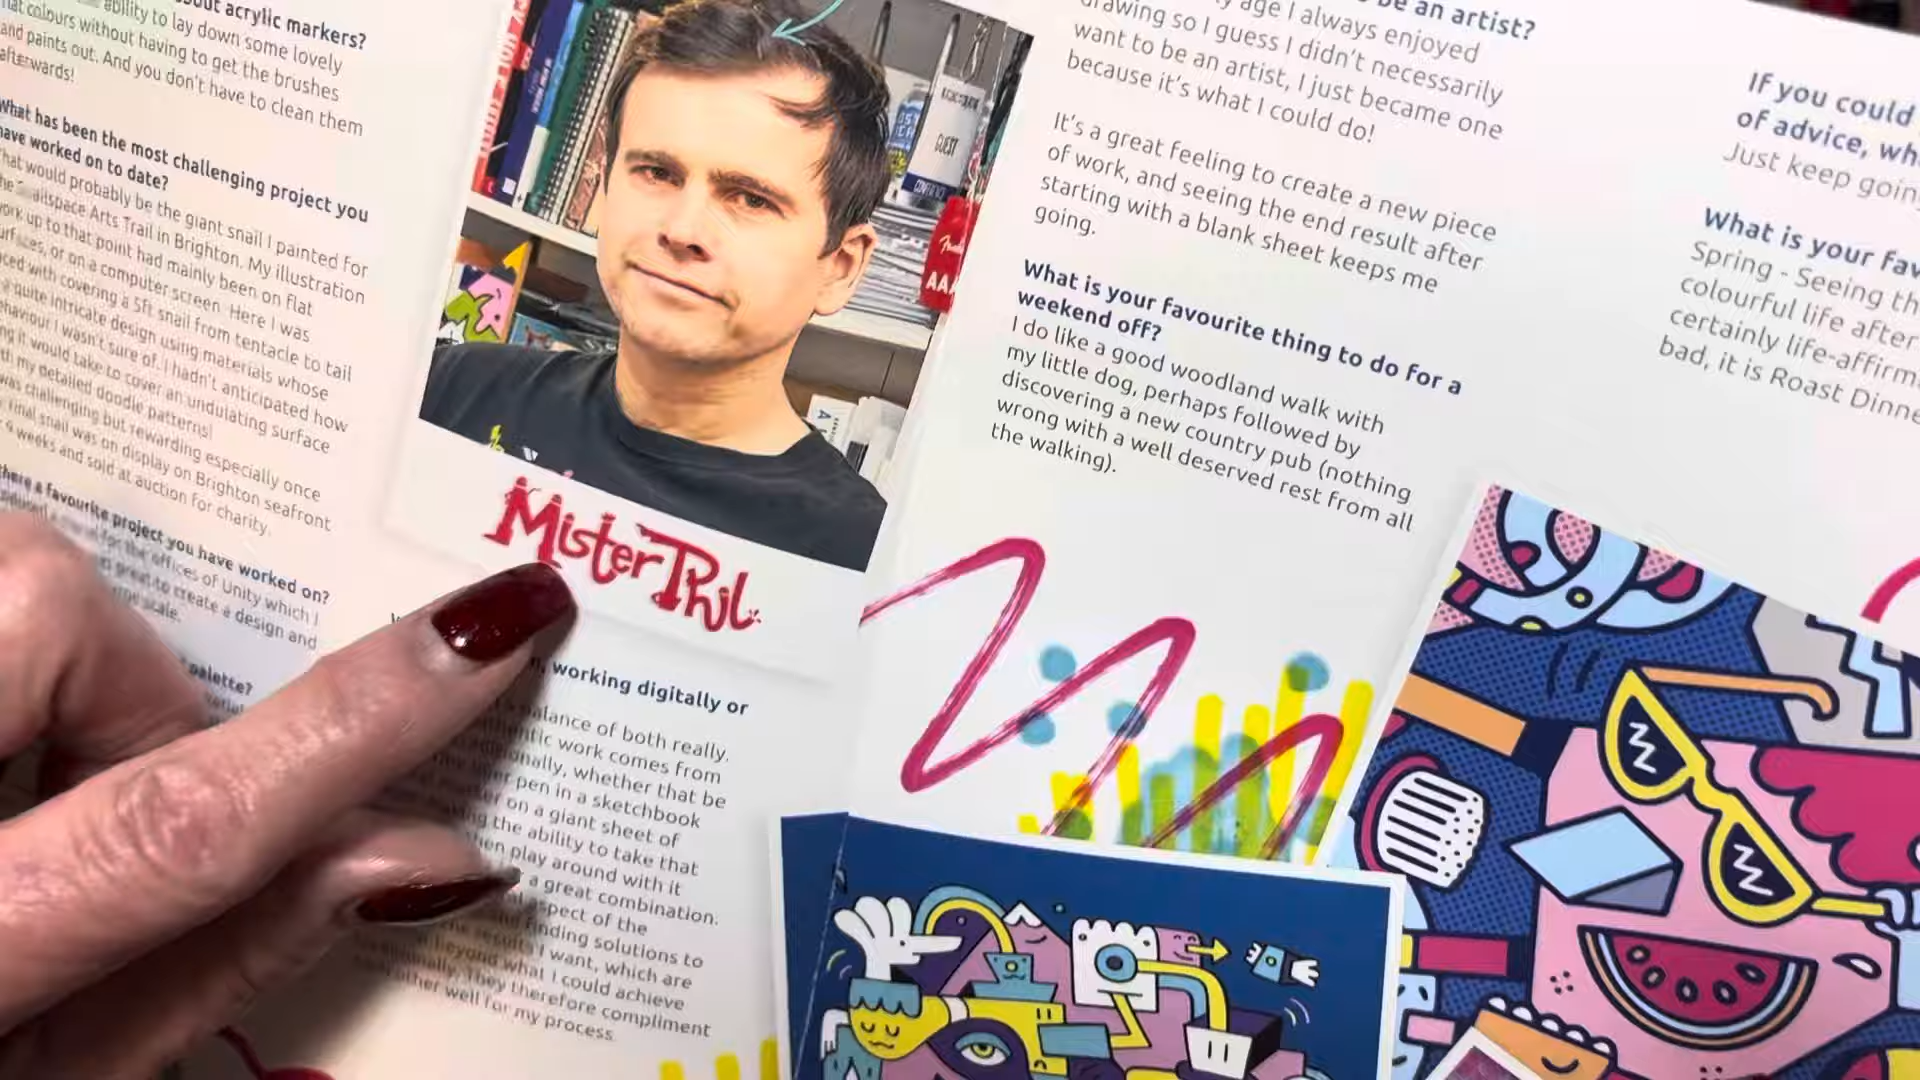 out acrylic markers?
ability to lay down some lovely
flat colours without having to get the brushes
and paints out. And you don't have to clean them
afterwards!
What has been the most challenging project you
have worked on to date?
That would probably be the giant snail I painted for
the Snailspace Arts Trail in Brighton. My illustration
work up to that point had mainly been on flat
surfaces, or on a computer screen. Here I was
faced with covering a 5ft snail from tentacle to tail
quite intricate design using materials whose
behaviour I wasn't sure of. I hadn't anticipated how
it would take to cover an undulating surface
my detailed doodle patterns!
was challenging but rewarding especially once
final snail was on display on Brighton seafront
9 weeks and sold at auction for charity.
there a favourite project you have worked on?
for the offices of Unity which I
great to create a design and
scale.
palette?
GUEST
Fender
MISTER PHIL
working digitally or
balance of both really.
work comes from
whether that be
pen in a sketchbook
on a giant sheet of
the ability to take that
then play around with it
a great combination.
aspect of the
finding solutions to
results I want, which are
beyond what I could achieve
They therefore compliment
other well for my process.
be an artist?
age I always enjoyed
drawing so I guess I didn't necessarily
want to be an artist, I just became one
because it's what I could do!
It's a great feeling to create a new piece
of work, and seeing the end result after
starting with a blank sheet keeps me
going.
What is your favourite thing to do for a
weekend off?
I do like a good woodland walk with
my little dog, perhaps followed by
discovering a new country pub (nothing
wrong with a well deserved rest from all
the walking).
If you could
of advice, wh
Just keep goin
What is your fav
Spring - Seeing th
colourful life after
certainly life-affirm
bad, it is Roast Dinne
Z
Z